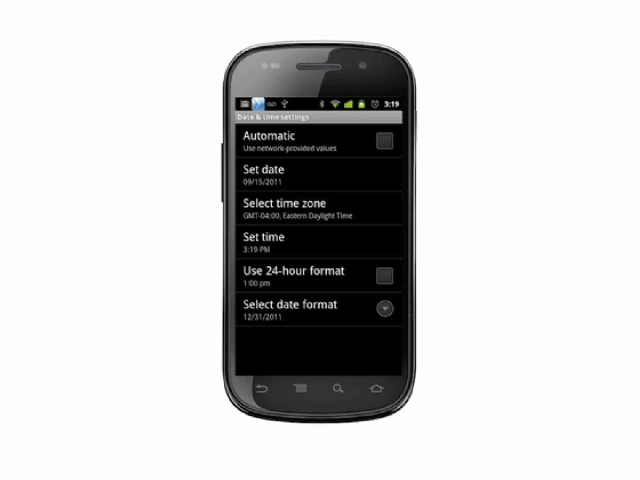 3:19
Date & time settings
Automatic
Use network-provided values
Set date
09/15/2011
Select time zone
GMT-04:00, Eastern Daylight Time
Set time
3:19 PM
Use 24-hour format
1:00 pm
Select date format
12/31/2011